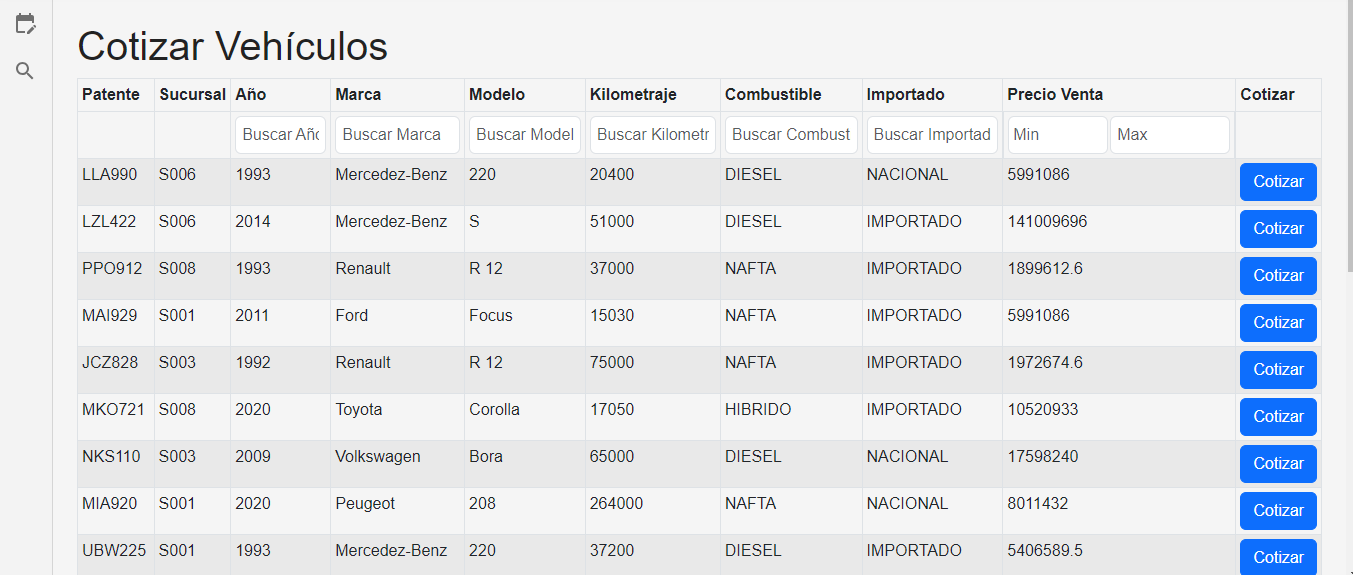 Cotizar Vehículos
Patente Sucursal Año Marca Modelo Kilometraje Combustible Importado Precio Venta Cotizar
Buscar Año Buscar Marca Buscar Model Buscar Kilometr Buscar Combust Buscar Importad Min Max
LLA990 S006 1993 Mercedez-Benz 220 20400 DIESEL NACIONAL 5991086 Cotizar
LZL422 S006 2014 Mercedez-Benz S 51000 DIESEL IMPORTADO 141009696 Cotizar
PPO912 S008 1993 Renault R 12 37000 NAFTA IMPORTADO 1899612.6 Cotizar
MAI929 S001 2011 Ford Focus 15030 NAFTA IMPORTADO 5991086 Cotizar
JCZ828 S003 1992 Renault R 12 75000 NAFTA IMPORTADO 1972674.6 Cotizar
MKO721 S008 2020 Toyota Corolla 17050 HIBRIDO IMPORTADO 10520933 Cotizar
NKS110 S003 2009 Volkswagen Bora 65000 DIESEL NACIONAL 17598240 Cotizar
MIA920 S001 2020 Peugeot 208 264000 NAFTA NACIONAL 8011432 Cotizar
UBW225 S001 1993 Mercedez-Benz 220 37200 DIESEL IMPORTADO 5406589.5 Cotizar